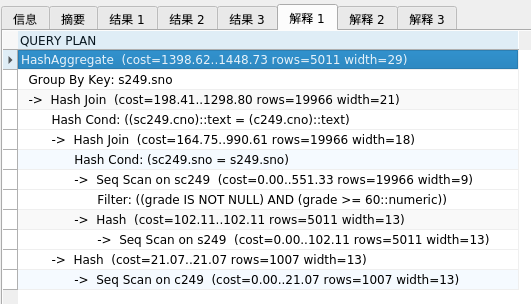 信息 摘要 结果 1 结果 2 结果 3 解释 1 解释 2 解释 3
QUERY PLAN
HashAggregate (cost=1398.62..1448.73 rows=5011 width=29)
Group By Key: s249.sno
-> Hash Join (cost=198.41..1298.80 rows=19966 width=21)
Hash Cond: ((sc249.cno)::text = (c249.cno)::text)
-> Hash Join (cost=164.75..990.61 rows=19966 width=18)
Hash Cond: (sc249.sno = s249.sno)
-> Seq Scan on sc249 (cost=0.00..551.33 rows=19966 width=9)
Filter: ((grade IS NOT NULL) AND (grade >= 60::numeric))
-> Hash (cost=102.11..102.11 rows=5011 width=13)
-> Seq Scan on s249 (cost=0.00..102.11 rows=5011 width=13)
-> Hash (cost=21.07..21.07 rows=1007 width=13)
-> Seq Scan on c249 (cost=0.00..21.07 rows=1007 width=13)